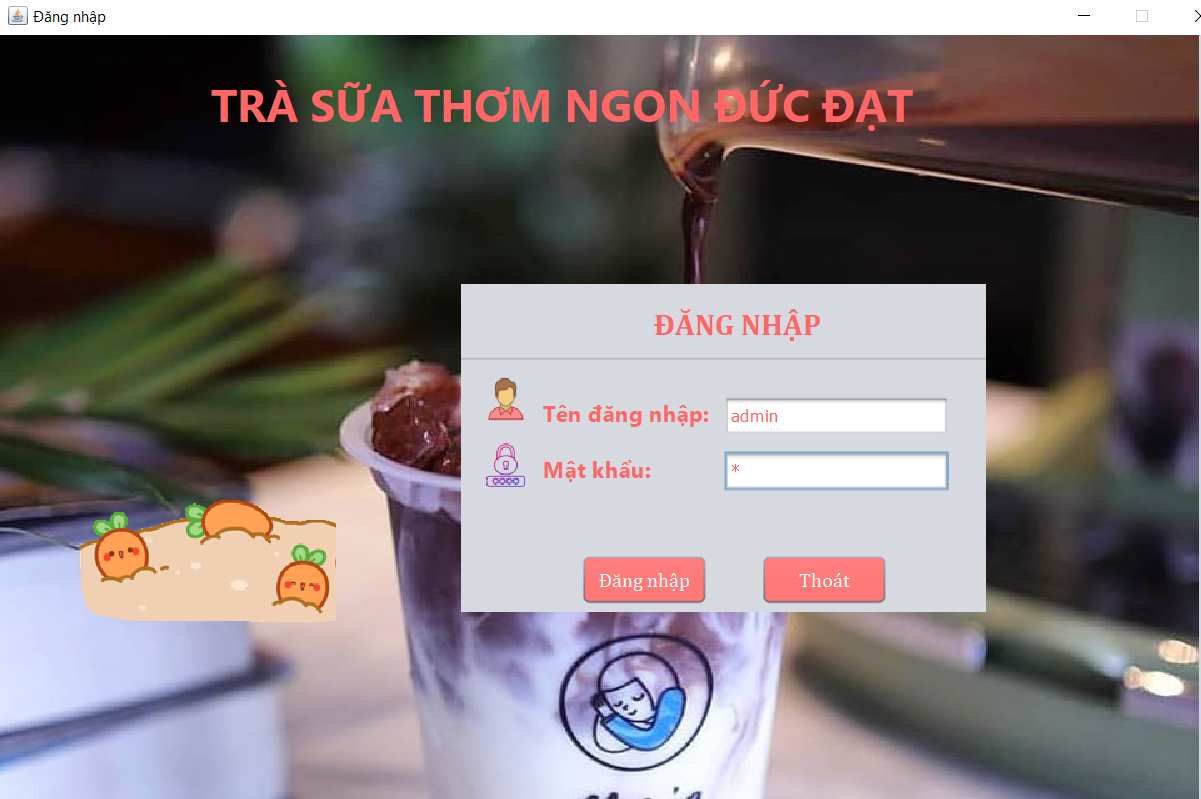 Đăng nhập
TRÀ SỮA THƠM NGON ĐỨC ĐẠT
ĐĂNG NHẬP
Tên đăng nhập: admin
Mật khẩu: *
Đăng nhập Thoát